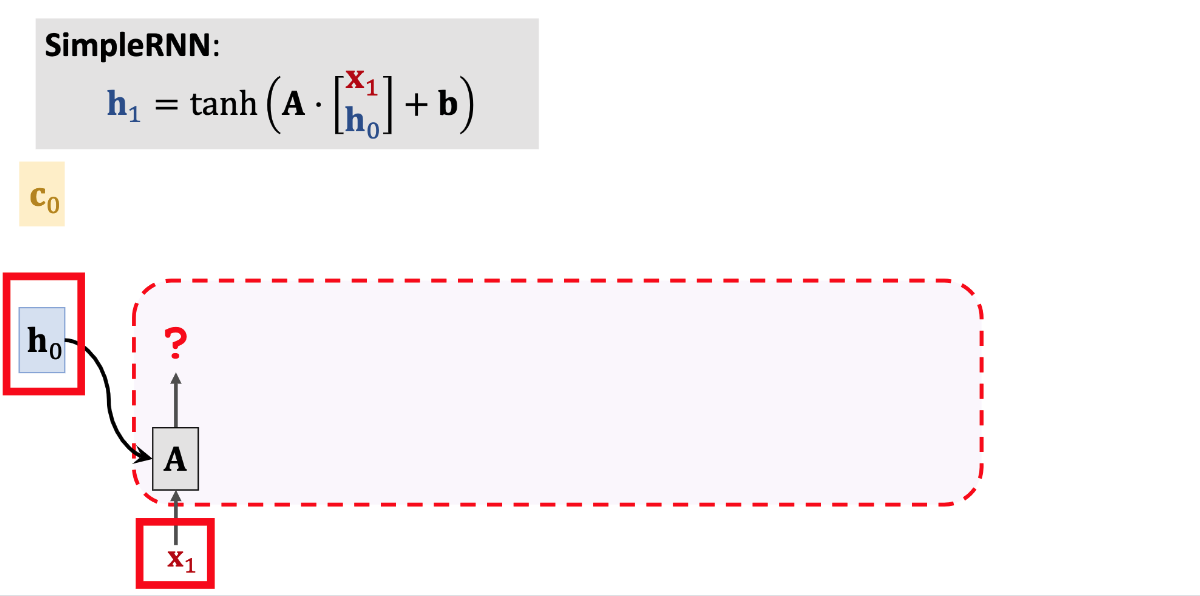 SimpleRNN:
h₁ = tanh(A · [x₁ h₀] + b)
c₀
h₀
?
A
x₁